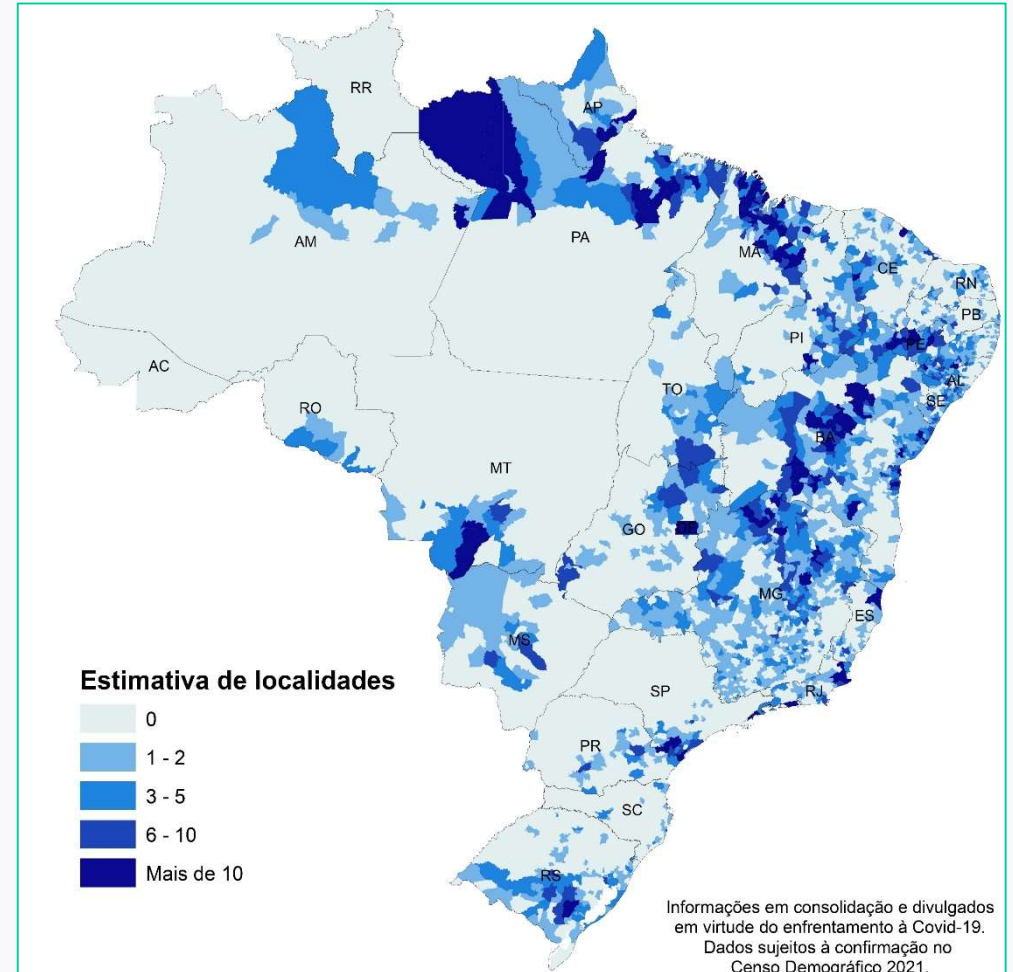 RR
AP
AM
PA
MA
CE
RN
PB
PI
PE
AC
AL
TO
SE
RO
BA
MT
GO
DF
MG
ES
MS
Estimativa de localidades
0
1 - 2
3 - 5
6 - 10
Mais de 10
SP
RJ
PR
SC
RS
Informações em consolidação e divulgados
em virtude do enfrentamento à Covid-19.
Dados sujeitos à confirmação no
Censo Demográfico 2021.